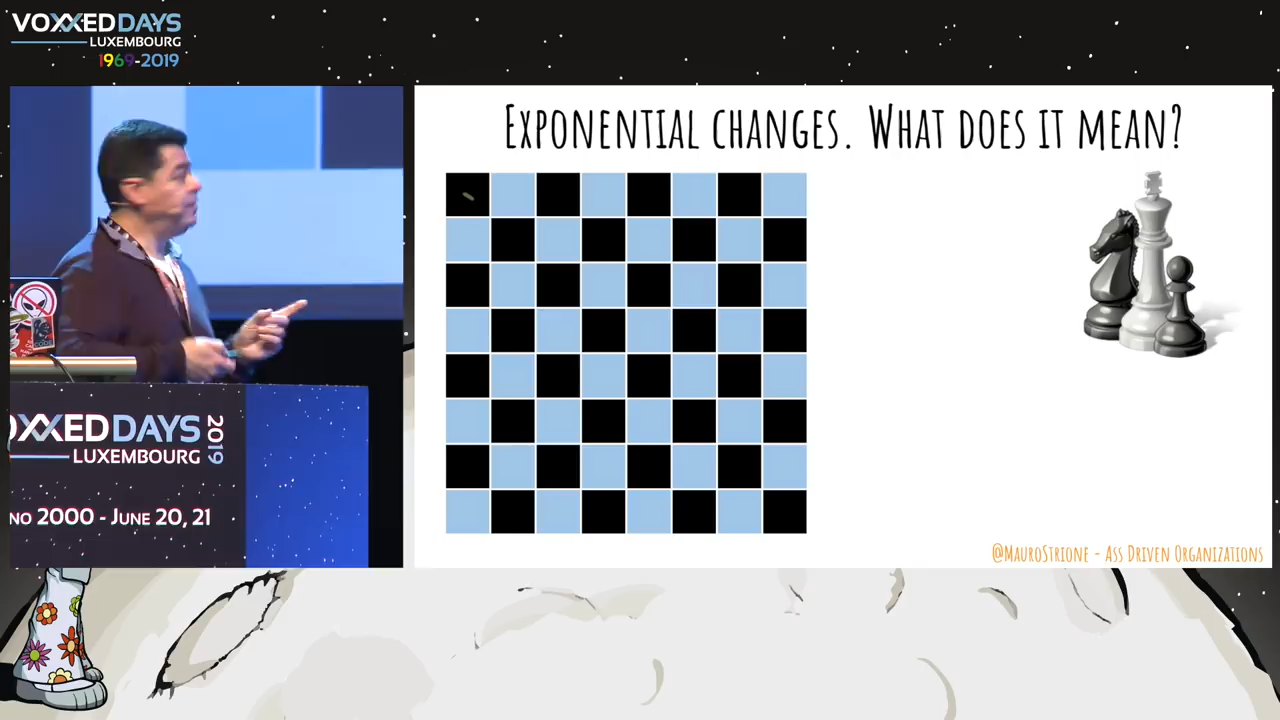 VOXXED DAYS
LUXEMBOURG
1969-2019
EXPONENTIAL CHANGES. WHAT DOES IT MEAN?
OXXED DAYS
2019
LUXEMBOURG
NO 2000 - JUNE 20, 21
@MAUROSTRIONE - ASS DRIVEN ORGANIZATIONS